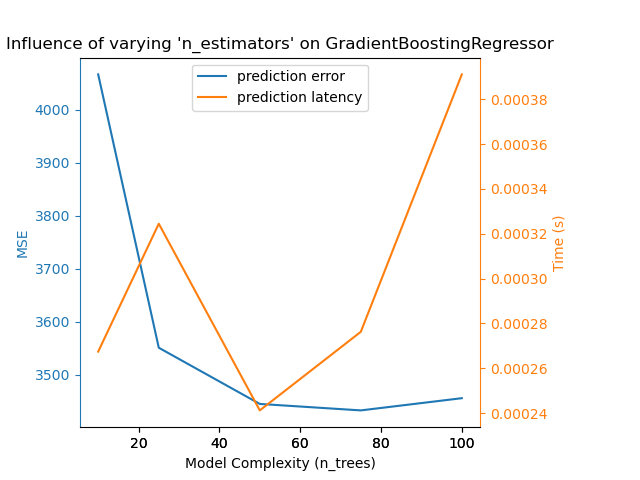 Influence of varying 'n_estimators' on GradientBoostingRegressor
prediction error
prediction latency
4000
3900
3800
3700
3600
3500
MSE
0.00038
0.00036
0.00034
0.00032
0.00030
0.00028
0.00026
0.00024
Time (s)
20 40 60 80 100
Model Complexity (n_trees)